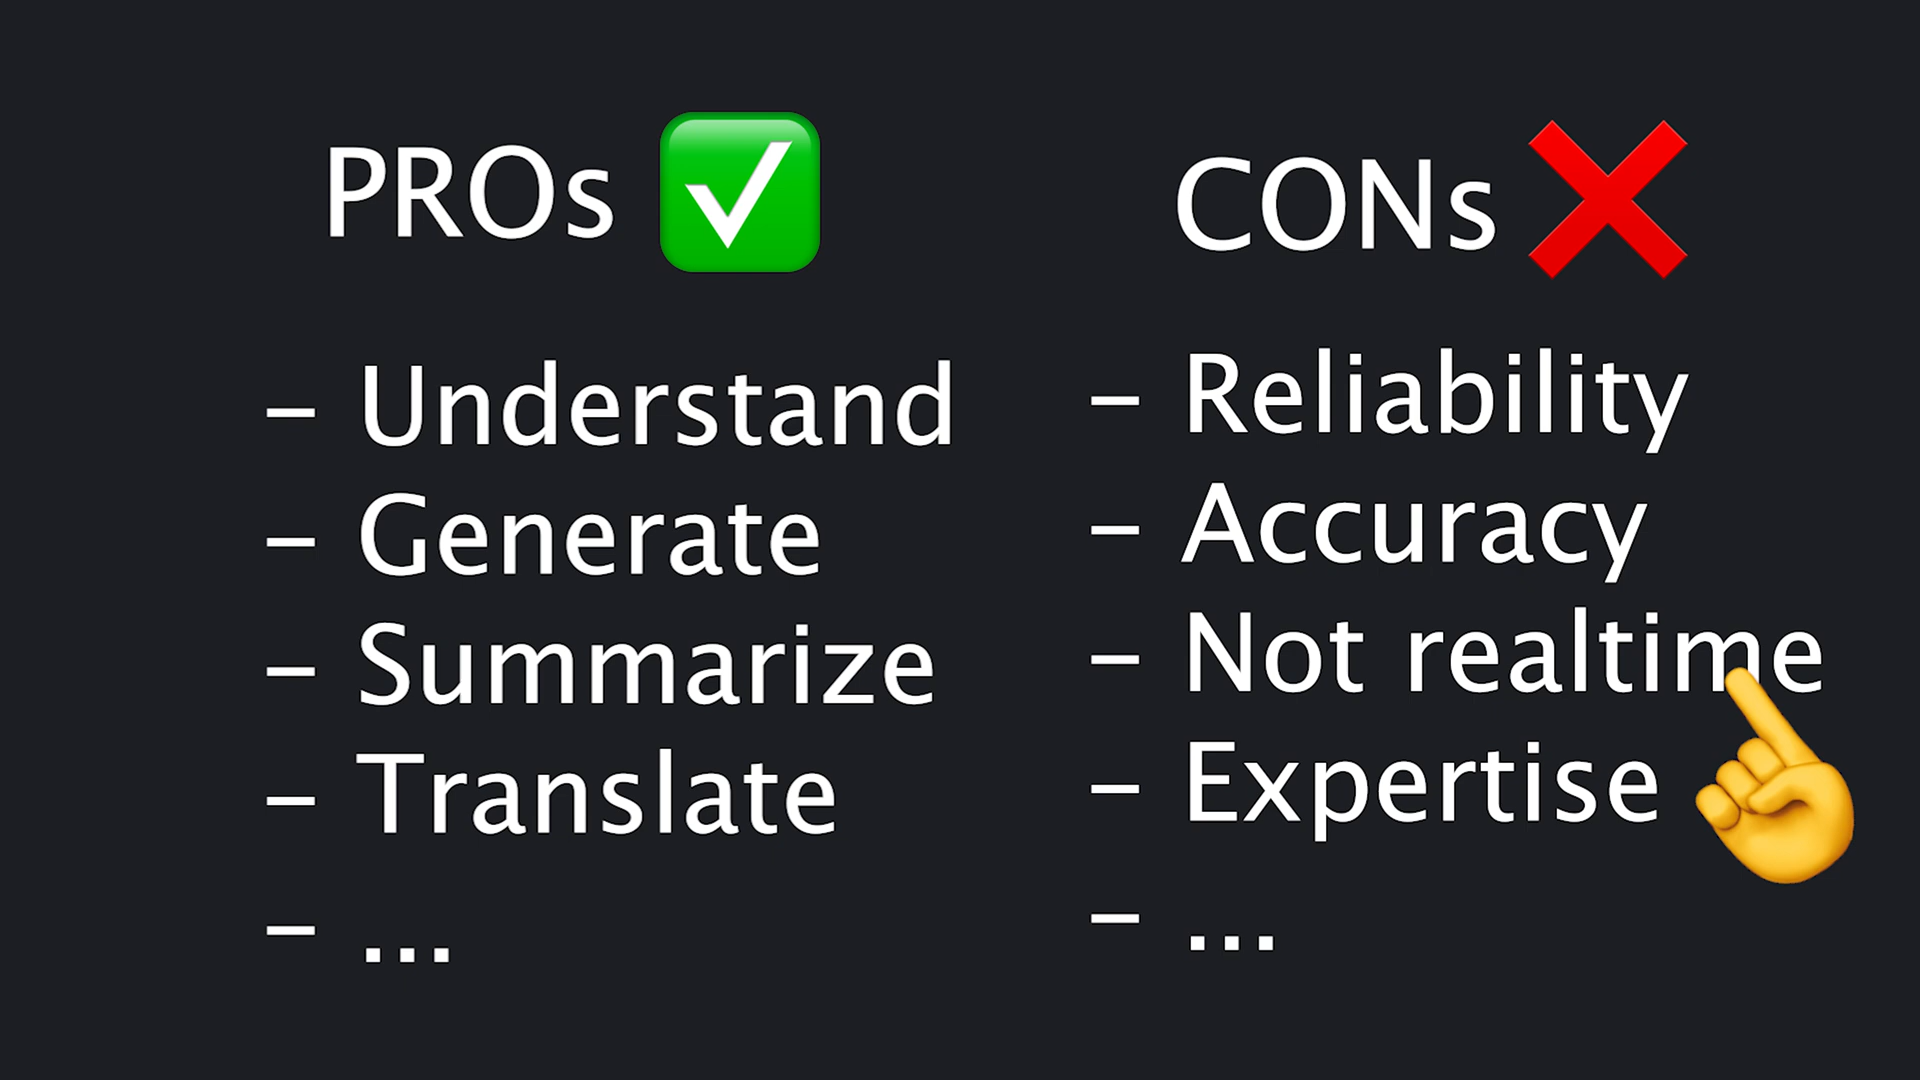 PROs ✅
- Understand
- Generate
- Summarize
- Translate
- ...
CONs ❌
- Reliability
- Accuracy
- Not realtime
- Expertise
- ...